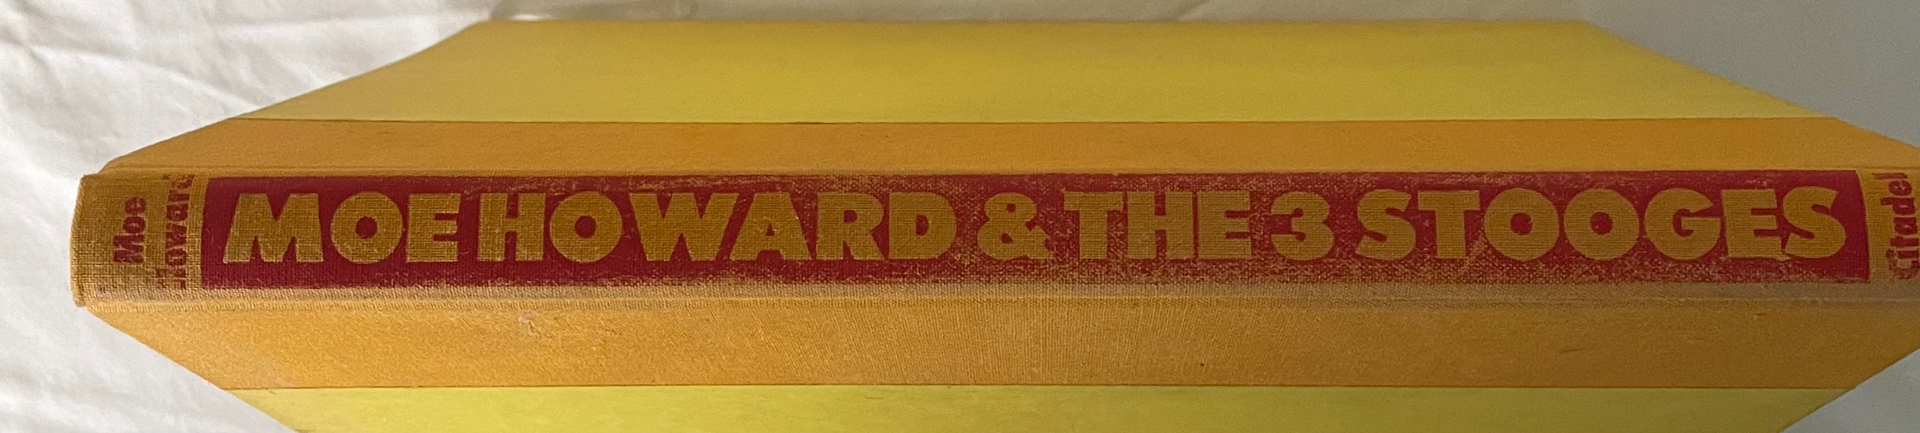 Moe
Howard
MOE HOWARD & THE 3 STOOGES
Citadel